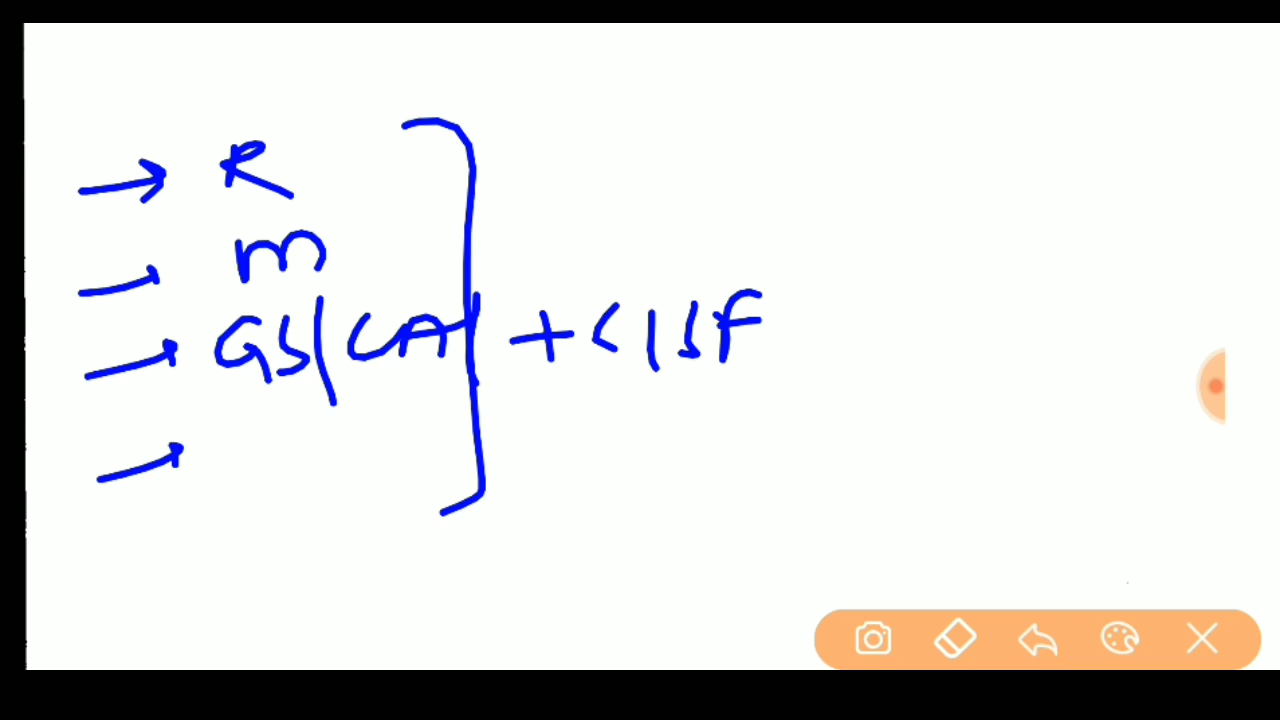 → R
→ m
→ GS/CA + CISF
→